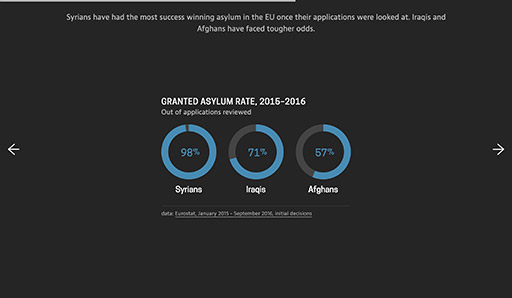 Syrians have had the most success winning asylum in the EU once their applications were looked at. Iraqis and
Afghans have faced tougher odds.
GRANTED ASYLUM RATE, 2015-2016
Out of applications reviewed
98% 71% 57%
Syrians Iraqis Afghans
data: Eurostat, January 2015 - September 2016, initial decisions